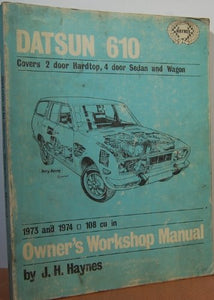 DATSUN 610
HAYNES
Covers 2 door Hardtop, 4 door Sedan and Wagon
1973 and 1974 □ 108 cu in
Owner's Workshop Manual
by J. H. Haynes